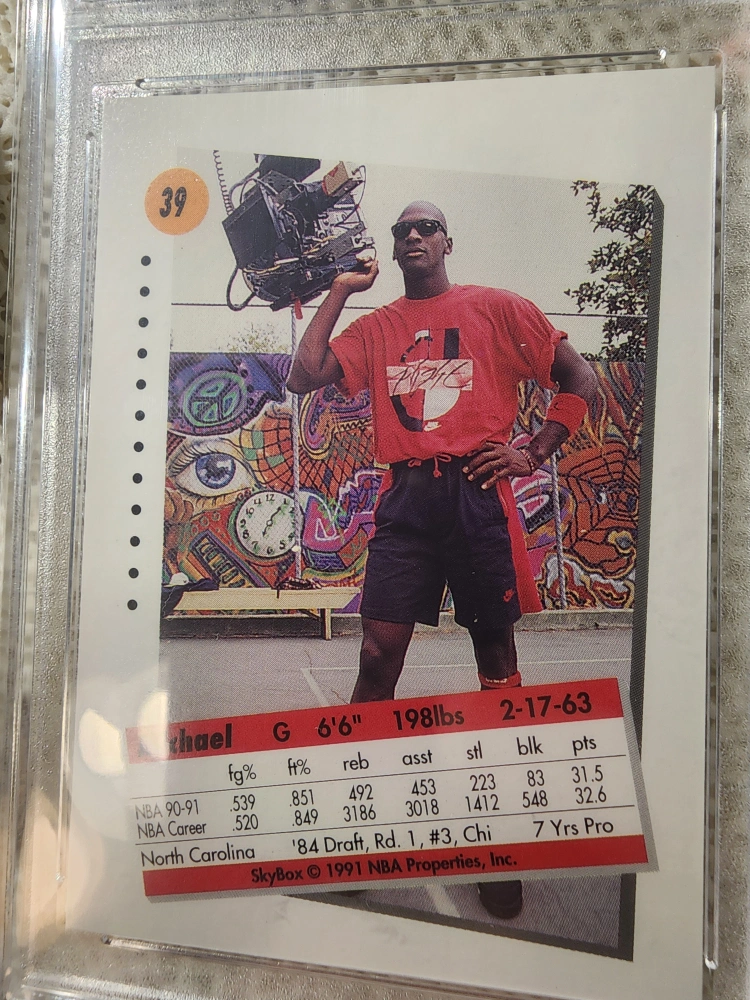 39
Flight
G 6'6" 198lbs 2-17-63
fg% ft% reb asst stl blk pts
NBA 90-91 .539 .851 492 453 223 83 31.5
NBA Career .520 .849 3186 3018 1412 548 32.6
North Carolina '84 Draft, Rd. 1, #3, Chi 7 Yrs Pro
SkyBox © 1991 NBA Properties, Inc.